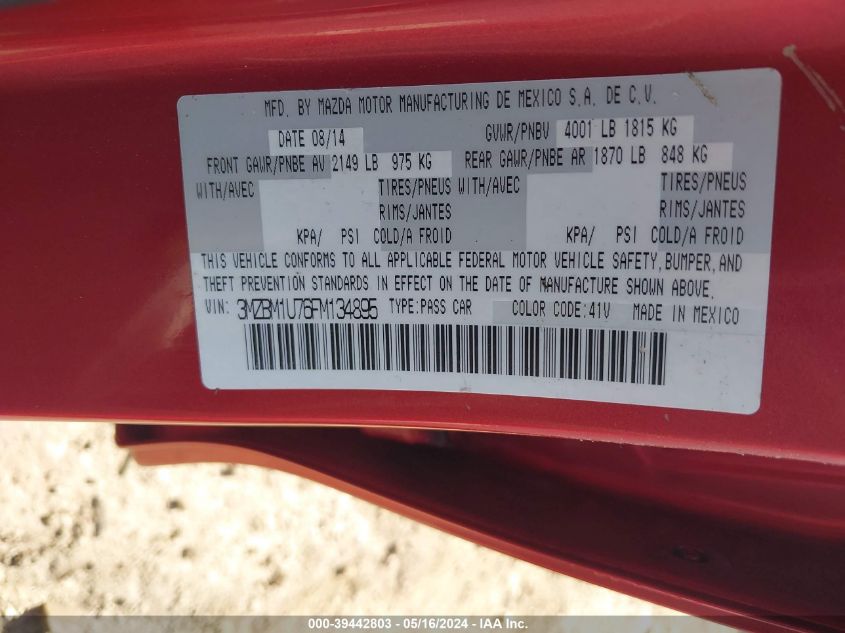 MFD. BY MAZDA MOTOR MANUFACTURING DE MEXICO S.A. DE C.V.
DATE 08/14 GVWR/PNBV 4001 LB 1815 KG
FRONT GAWR/PNBE AV 2149 LB 975 KG REAR GAWR/PNBE AR 1870 LB 848 KG
WITH/AVEC TIRES/PNEUS WITH/AVEC TIRES/PNEUS
RIMS/JANTES RIMS/JANTES
KPA/ PSI COLD/A FROID KPA/ PSI COLD/A FROID
THIS VEHICLE CONFORMS TO ALL APPLICABLE FEDERAL MOTOR VEHICLE SAFETY, BUMPER, AND
THEFT PREVENTION STANDARDS IN EFFECT ON THE DATE OF MANUFACTURE SHOWN ABOVE.
VIN: 3MZBM1U76FM134895 TYPE:PASS CAR COLOR CODE:41V MADE IN MEXICO
000-39442803 - 05/16/2024 - IAA Inc.